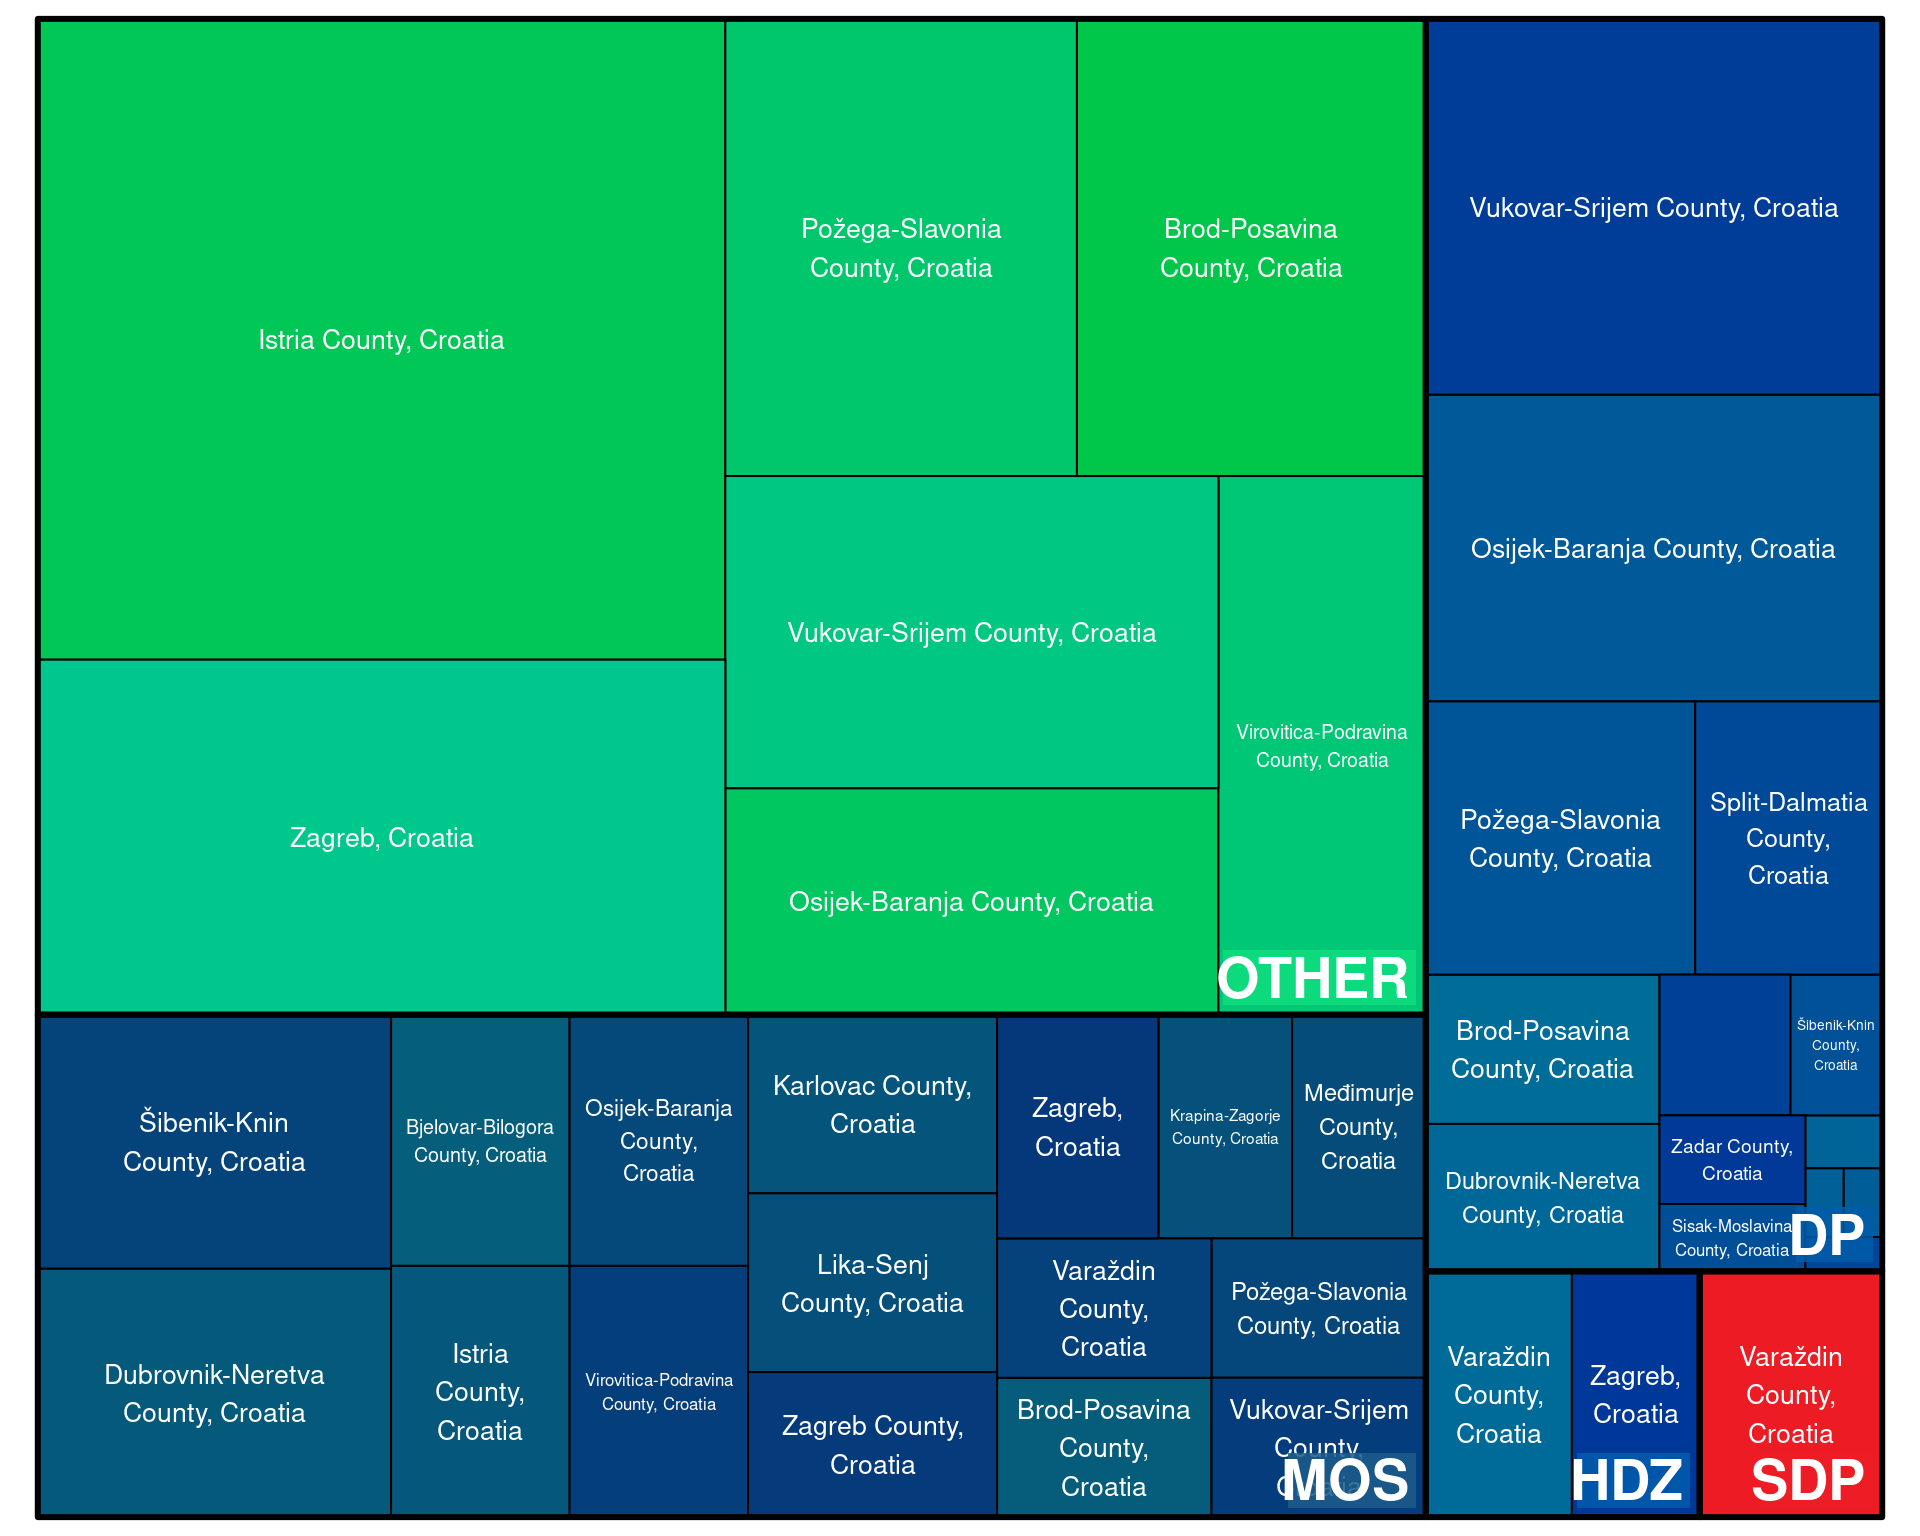 Istria County, Croatia
Zagreb, Croatia
Požega-Slavonia
County, Croatia
Brod-Posavina
County, Croatia
Vukovar-Srijem County, Croatia
Osijek-Baranja County, Croatia
Virovitica-Podravina
County, Croatia
OTHER
Vukovar-Srijem County, Croatia
Osijek-Baranja County, Croatia
Požega-Slavonia
County, Croatia
Split-Dalmatia
County,
Croatia
Brod-Posavina
County, Croatia
Dubrovnik-Neretva
County, Croatia
Šibenik-Knin
County,
Croatia
Zadar County,
Croatia
Sisak-Moslavina
County, Croatia
DP
Šibenik-Knin
County, Croatia
Dubrovnik-Neretva
County, Croatia
Bjelovar-Bilogora
County, Croatia
Istria
County,
Croatia
Osijek-Baranja
County,
Croatia
Virovitica-Podravina
County, Croatia
Karlovac County,
Croatia
Lika-Senj
County, Croatia
Zagreb County,
Croatia
Zagreb,
Croatia
Krapina-Zagorje
County, Croatia
Međimurje
County,
Croatia
Varaždin
County,
Croatia
Požega-Slavonia
County, Croatia
Brod-Posavina
County,
Croatia
Vukovar-Srijem
County,
MOS
Varaždin
County,
Croatia
Zagreb,
Croatia
HDZ
Varaždin
County,
Croatia
SDP